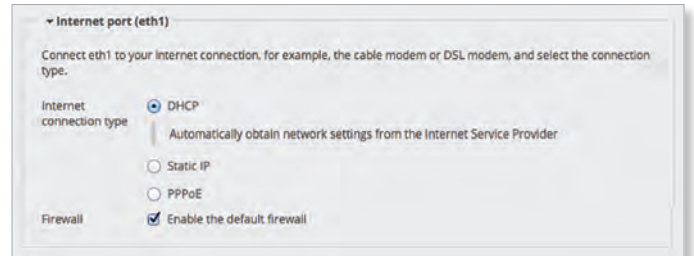 Internet port (eth1)
Connect eth1 to your Internet connection, for example, the cable modem or DSL modem, and select the connection
type.
Internet
connection type
DHCP
Automatically obtain network settings from the Internet Service Provider
Static IP
PPPoE
Firewall
Enable the default firewall